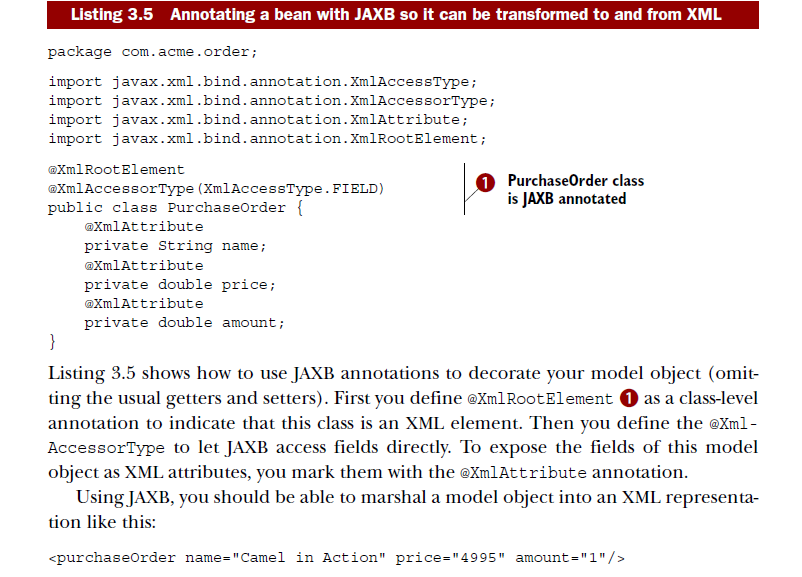 Listing 3.5 Annotating a bean with JAXB so it can be transformed to and from XML
package com.acme.order;
import javax.xml.bind.annotation.XmlAccessType;
import javax.xml.bind.annotation.XmlAccessorType;
import javax.xml.bind.annotation.XmlAttribute;
import javax.xml.bind.annotation.XmlRootElement;
@XmlRootElement
@XmlAccessorType(XmlAccessType.FIELD)
public class PurchaseOrder {
@XmlAttribute
private String name;
@XmlAttribute
private double price;
@XmlAttribute
private double amount;
}
1 PurchaseOrder class
is JAXB annotated
Listing 3.5 shows how to use JAXB annotations to decorate your model object (omit-
ting the usual getters and setters). First you define @XmlRootElement 1 as a class-level
annotation to indicate that this class is an XML element. Then you define the @Xml-
AccessorType to let JAXB access fields directly. To expose the fields of this model
object as XML attributes, you mark them with the @XmlAttribute annotation.
Using JAXB, you should be able to marshal a model object into an XML representa-
tion like this:
<purchaseOrder name="Camel in Action" price="4995" amount="1"/>